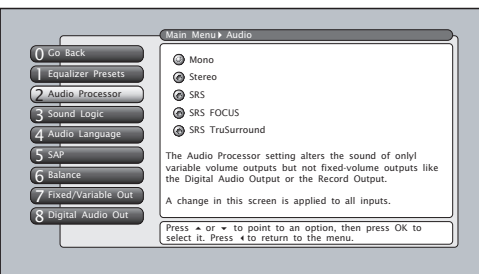 Main Menu▶ Audio
0 Go Back
1 Equalizer Presets
2 Audio Processor
3 Sound Logic
4 Audio Language
5 SAP
6 Balance
7 Fixed/Variable Out
8 Digital Audio Out
Mono
Stereo
SRS
SRS FOCUS
SRS TruSurround
The Audio Processor setting alters the sound of onlyl
variable volume outputs but not fixed-volume outputs like
the Digital Audio Output or the Record Output.
A change in this screen is applied to all inputs.
Press ▲ or ▼ to point to an option, then press OK to
select it. Press ◀ to return to the menu.